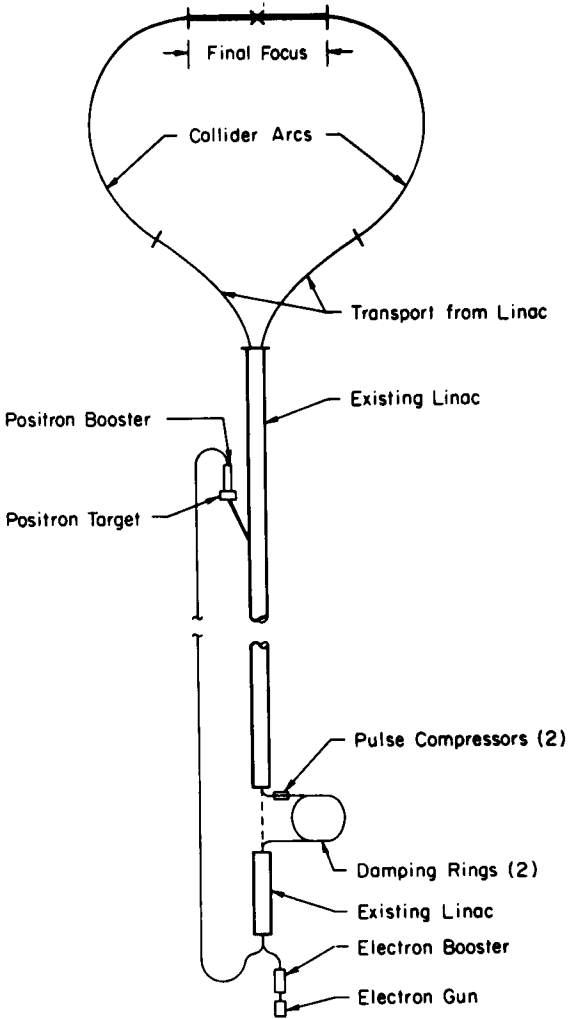 Final Focus
Collider Arcs
Transport from Linac
Existing Linac
Positron Booster
Positron Target
Pulse Compressors (2)
Damping Rings (2)
Existing Linac
Electron Booster
Electron Gun